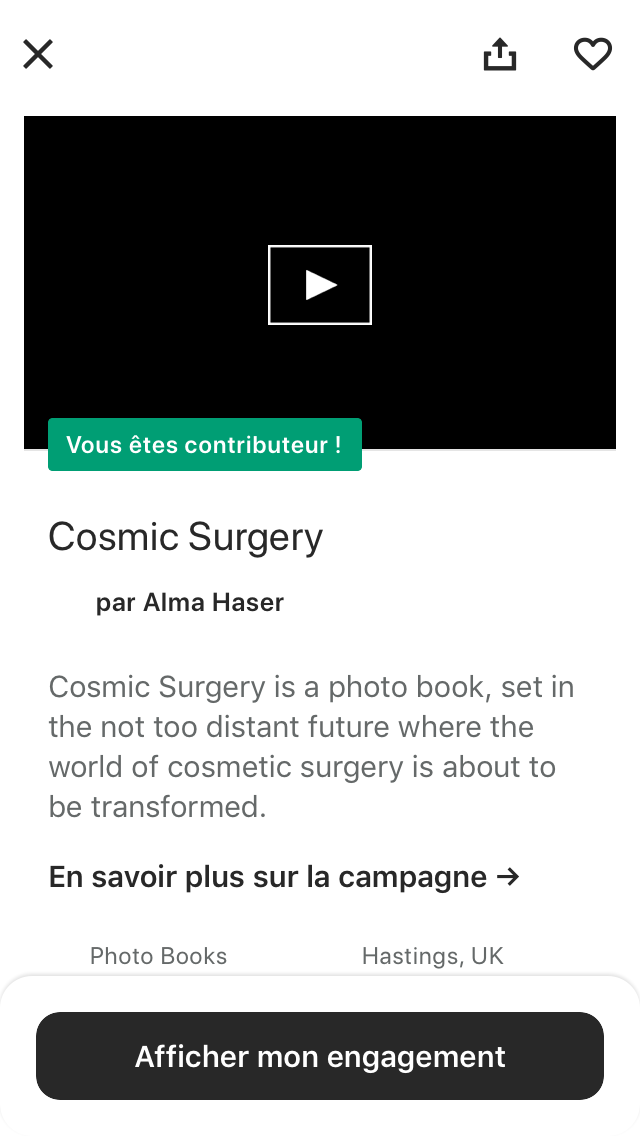 Vous êtes contributeur !
Cosmic Surgery
par Alma Haser
Cosmic Surgery is a photo book, set in
the not too distant future where the
world of cosmetic surgery is about to
be transformed.
En savoir plus sur la campagne →
Photo Books
Hastings, UK
Afficher mon engagement